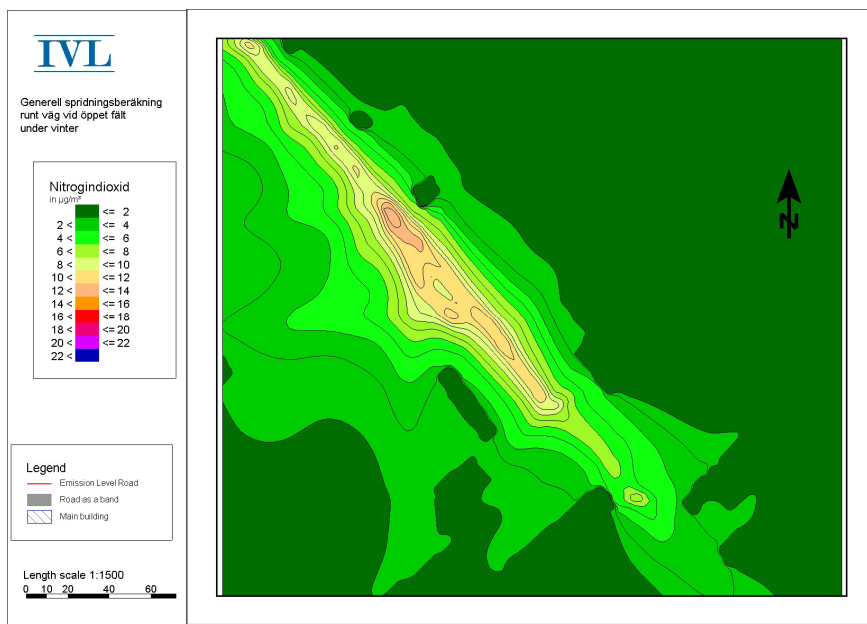 IVL
Generell spridningsberäkning
runt väg vid öppet fält
under vinter
Nitrogindioxid
in µg/m³
<= 2
2 < <= 4
4 < <= 6
6 < <= 8
8 < <= 10
10 < <= 12
12 < <= 14
14 < <= 16
16 < <= 18
18 < <= 20
20 < <= 22
22 <
Legend
Emission Level Road
Road as a band
Main building
Length scale 1:1500
0 10 20 40 60
N